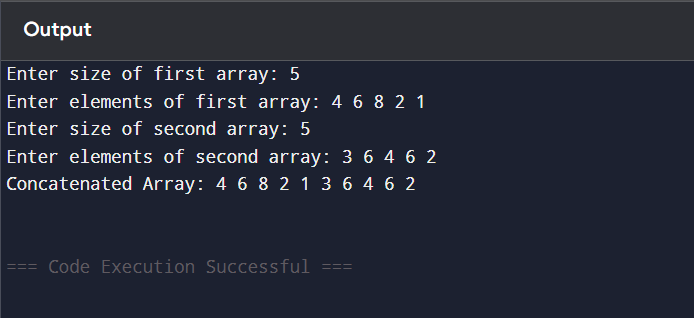 Output
Enter size of first array: 5
Enter elements of first array: 4 6 8 2 1
Enter size of second array: 5
Enter elements of second array: 3 6 4 6 2
Concatenated Array: 4 6 8 2 1 3 6 4 6 2
=== Code Execution Successful ===